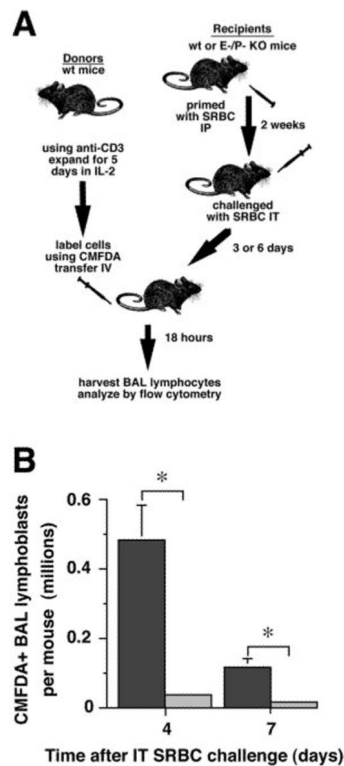 A
Donors
wt mice
Recipients
wt or E-/P- KO mice
primed
with SRBC
IP
2 weeks
using anti-CD3
expand for 5
days in IL-2
challenged
with SRBC IT
label cells
using CMFDA
transfer IV
3 or 6 days
18 hours
harvest BAL lymphocytes
analyze by flow cytometry
B
CMFDA+ BAL lymphoblasts
per mouse (millions)
0.6
0.4
0.2
0
*
*
4
7
Time after IT SRBC challenge (days)